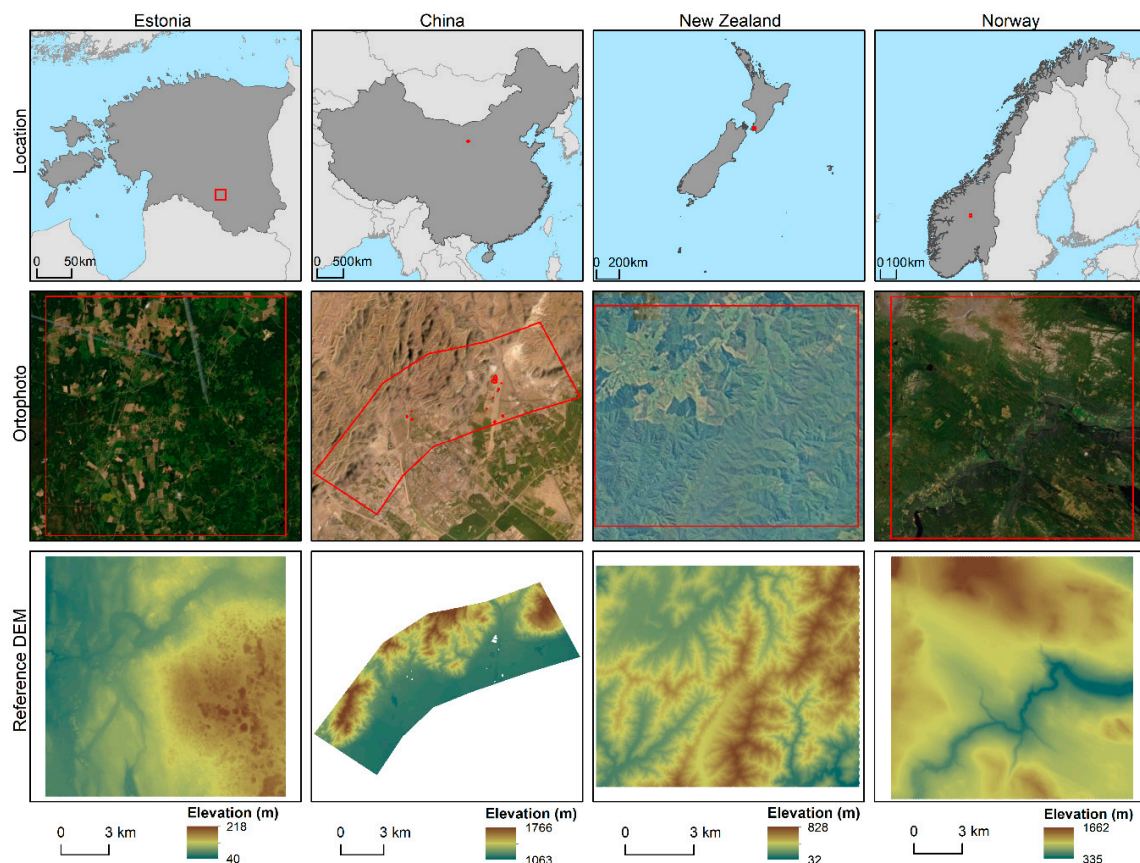 Estonia
China
New Zealand
Norway
Location
0 50km
0 500km
0 200km
0 100km
Ortophoto
Reference DEM
0 3 km
Elevation (m)
218
40
0 3 km
Elevation (m)
1766
1063
0 3 km
Elevation (m)
828
32
0 3 km
Elevation (m)
1662
335